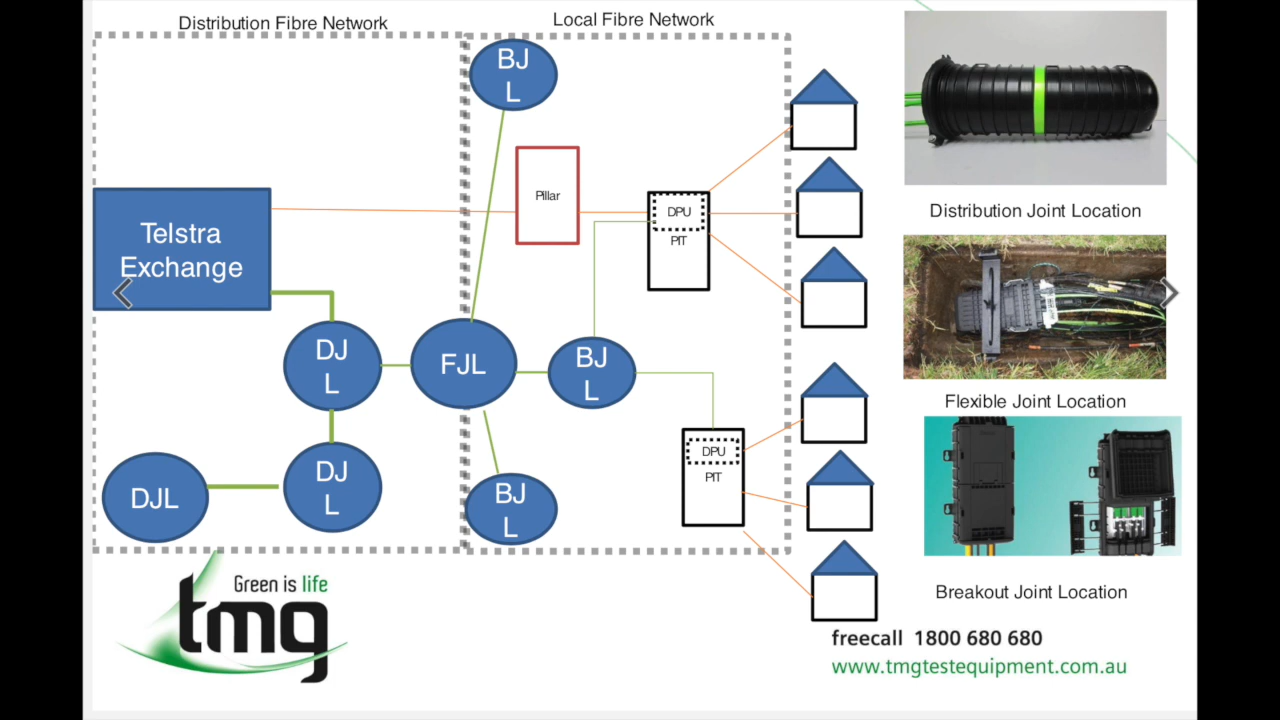 Distribution Fibre Network
Local Fibre Network
BJ
L
Pillar
DPU
PIT
Telstra
Exchange
DJ
L
FJL
BJ
L
DPU
PIT
DJL
DJ
L
BJ
L
Distribution Joint Location
Flexible Joint Location
Breakout Joint Location
Green is life
tmg
freecall 1800 680 680
www.tmgtestequipment.com.au